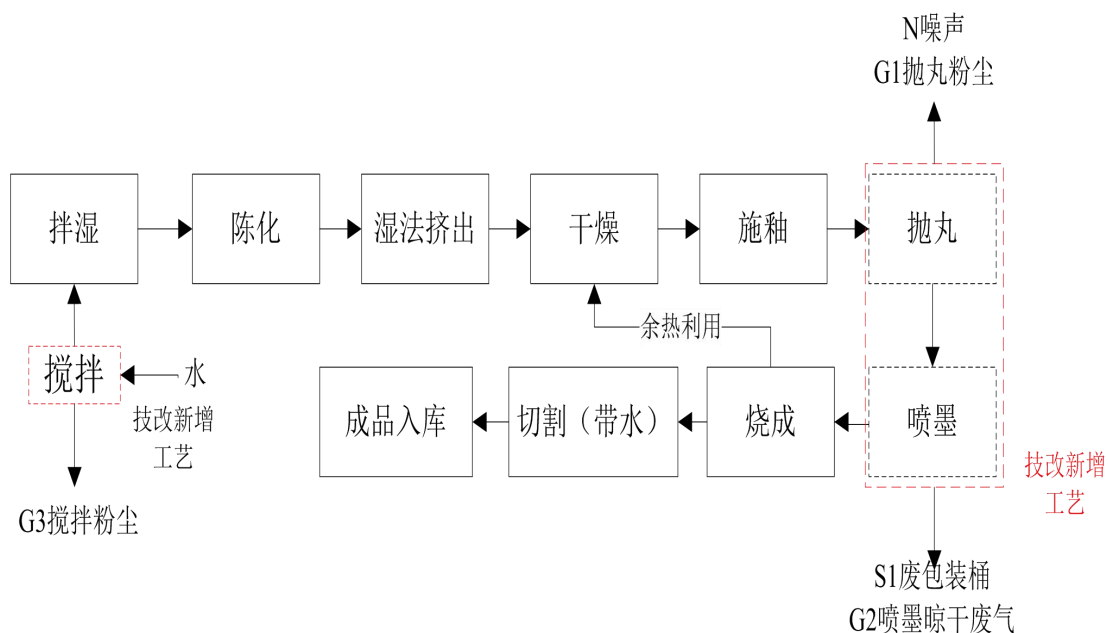 N噪声
G1抛丸粉尘
拌湿
陈化
湿法挤出
干燥
施釉
抛丸
余热利用
搅拌
水
技改新增
工艺
成品入库
切割（带水）
烧成
喷墨
技改新增
工艺
G3搅拌粉尘
S1废包装桶
G2喷墨晾干废气